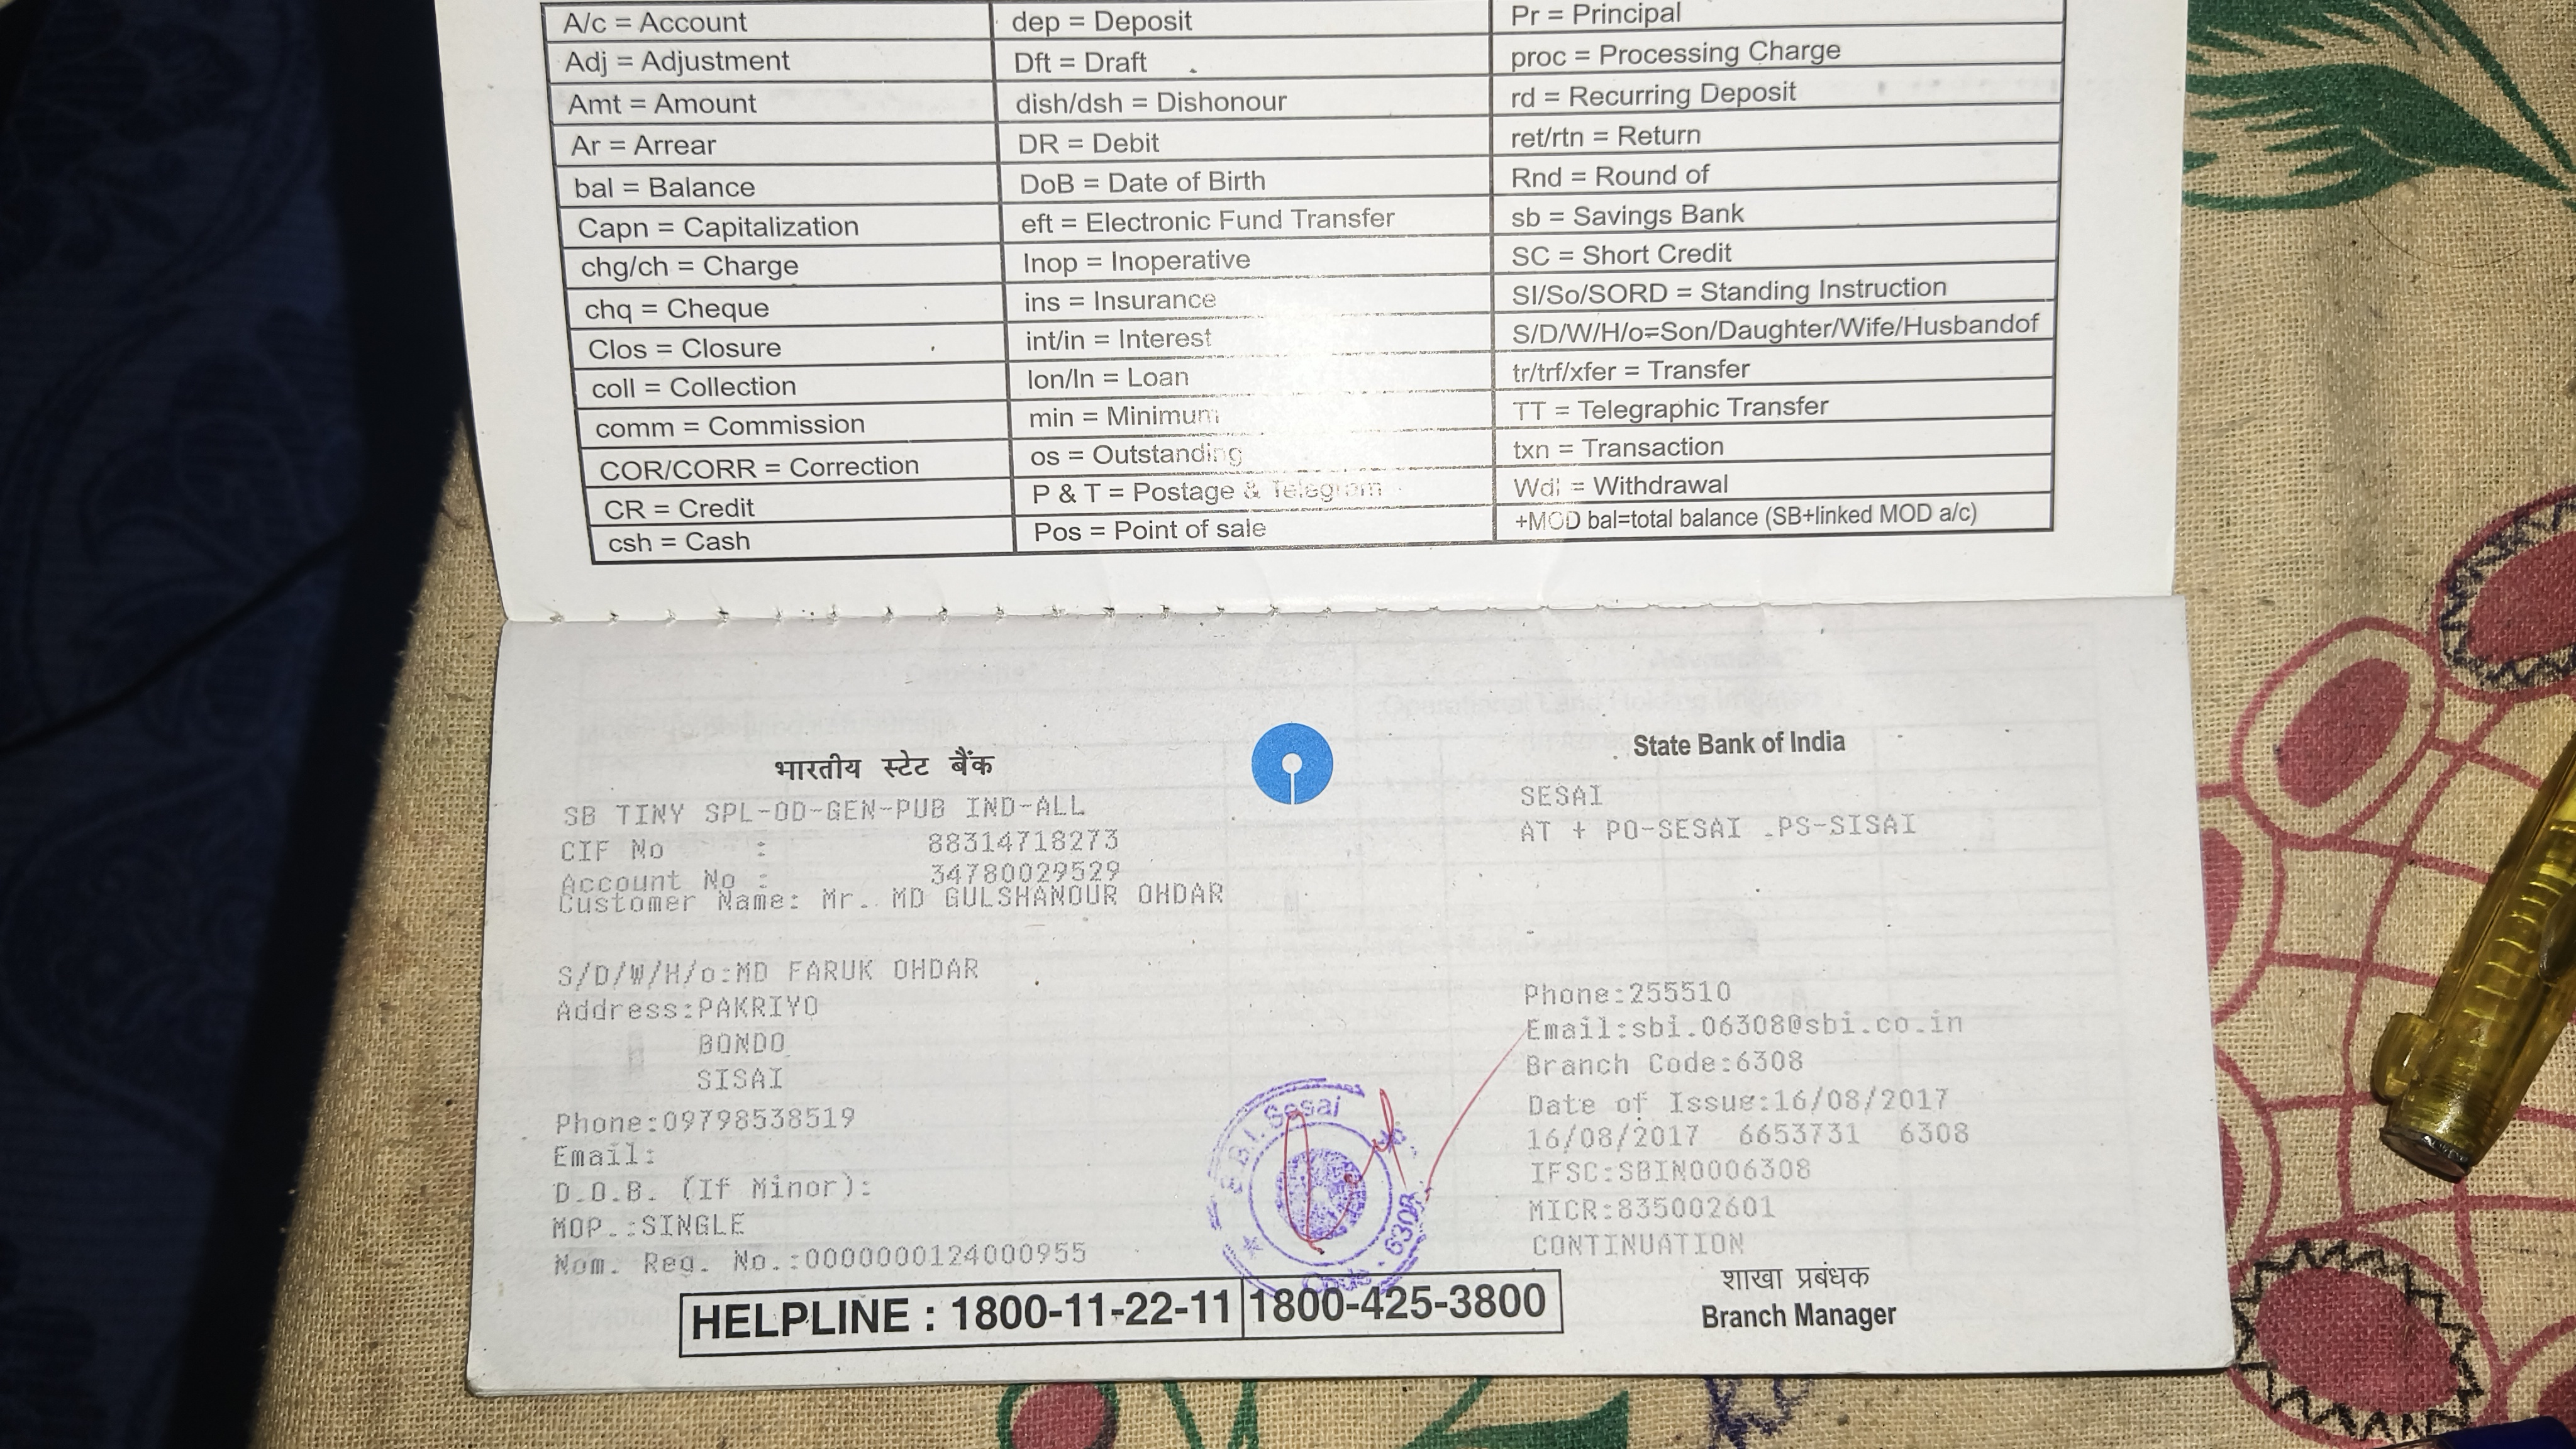 A/c = Account
Adj = Adjustment
Amt = Amount
Ar = Arrear
bal = Balance
Capn = Capitalization
chg/ch = Charge
chq = Cheque
Clos = Closure
coll = Collection
comm = Commission
COR/CORR = Correction
CR = Credit
csh = Cash
dep = Deposit
Dft = Draft
dish/dsh = Dishonour
DR = Debit
DoB = Date of Birth
eft = Electronic Fund Transfer
Inop = Inoperative
ins = Insurance
int/in = Interest
lon/ln = Loan
min = Minimum
os = Outstanding
P & T = Postage & Telegram
Pos = Point of sale
Pr = Principal
proc = Processing Charge
rd = Recurring Deposit
ret/rtn = Return
Rnd = Round of
sb = Savings Bank
SC = Short Credit
SI/So/SORD = Standing Instruction
S/D/W/H/o=Son/Daughter/Wife/Husbandof
tr/trf/xfer = Transfer
TT = Telegraphic Transfer
txn = Transaction
Wdl = Withdrawal
+MOD bal=total balance (SB+linked MOD a/c)
भारतीय स्टेट बैंक
SB TINY SPL-OD-GEN-PUB IND-ALL
CIF No : 88314718273
Account No : 34780029529
Customer Name: Mr. MD GULSHANOUR OHDAR
S/D/W/H/o:MD FARUK OHDAR
Address:PAKRIYO
BONDO
SISAI
Phone:09798538519
Email:
D.O.B. (If Minor):
MOP.:SINGLE
Nom. Reg. No.:0000000124000955
State Bank of India
SESAI
AT + PO-SESAI .PS-SISAI
Phone:255510
Email:sbi.06308@sbi.co.in
Branch Code:6308
Date of Issue:16/08/2017
16/08/2017 6653731 6308
IFSC:SBIN0006308
MICR:835002601
CONTINUATION
शाखा प्रबंधक
Branch Manager
S.B.I. Sesai
Code - 6308
HELPLINE : 1800-11-22-11 1800-425-3800